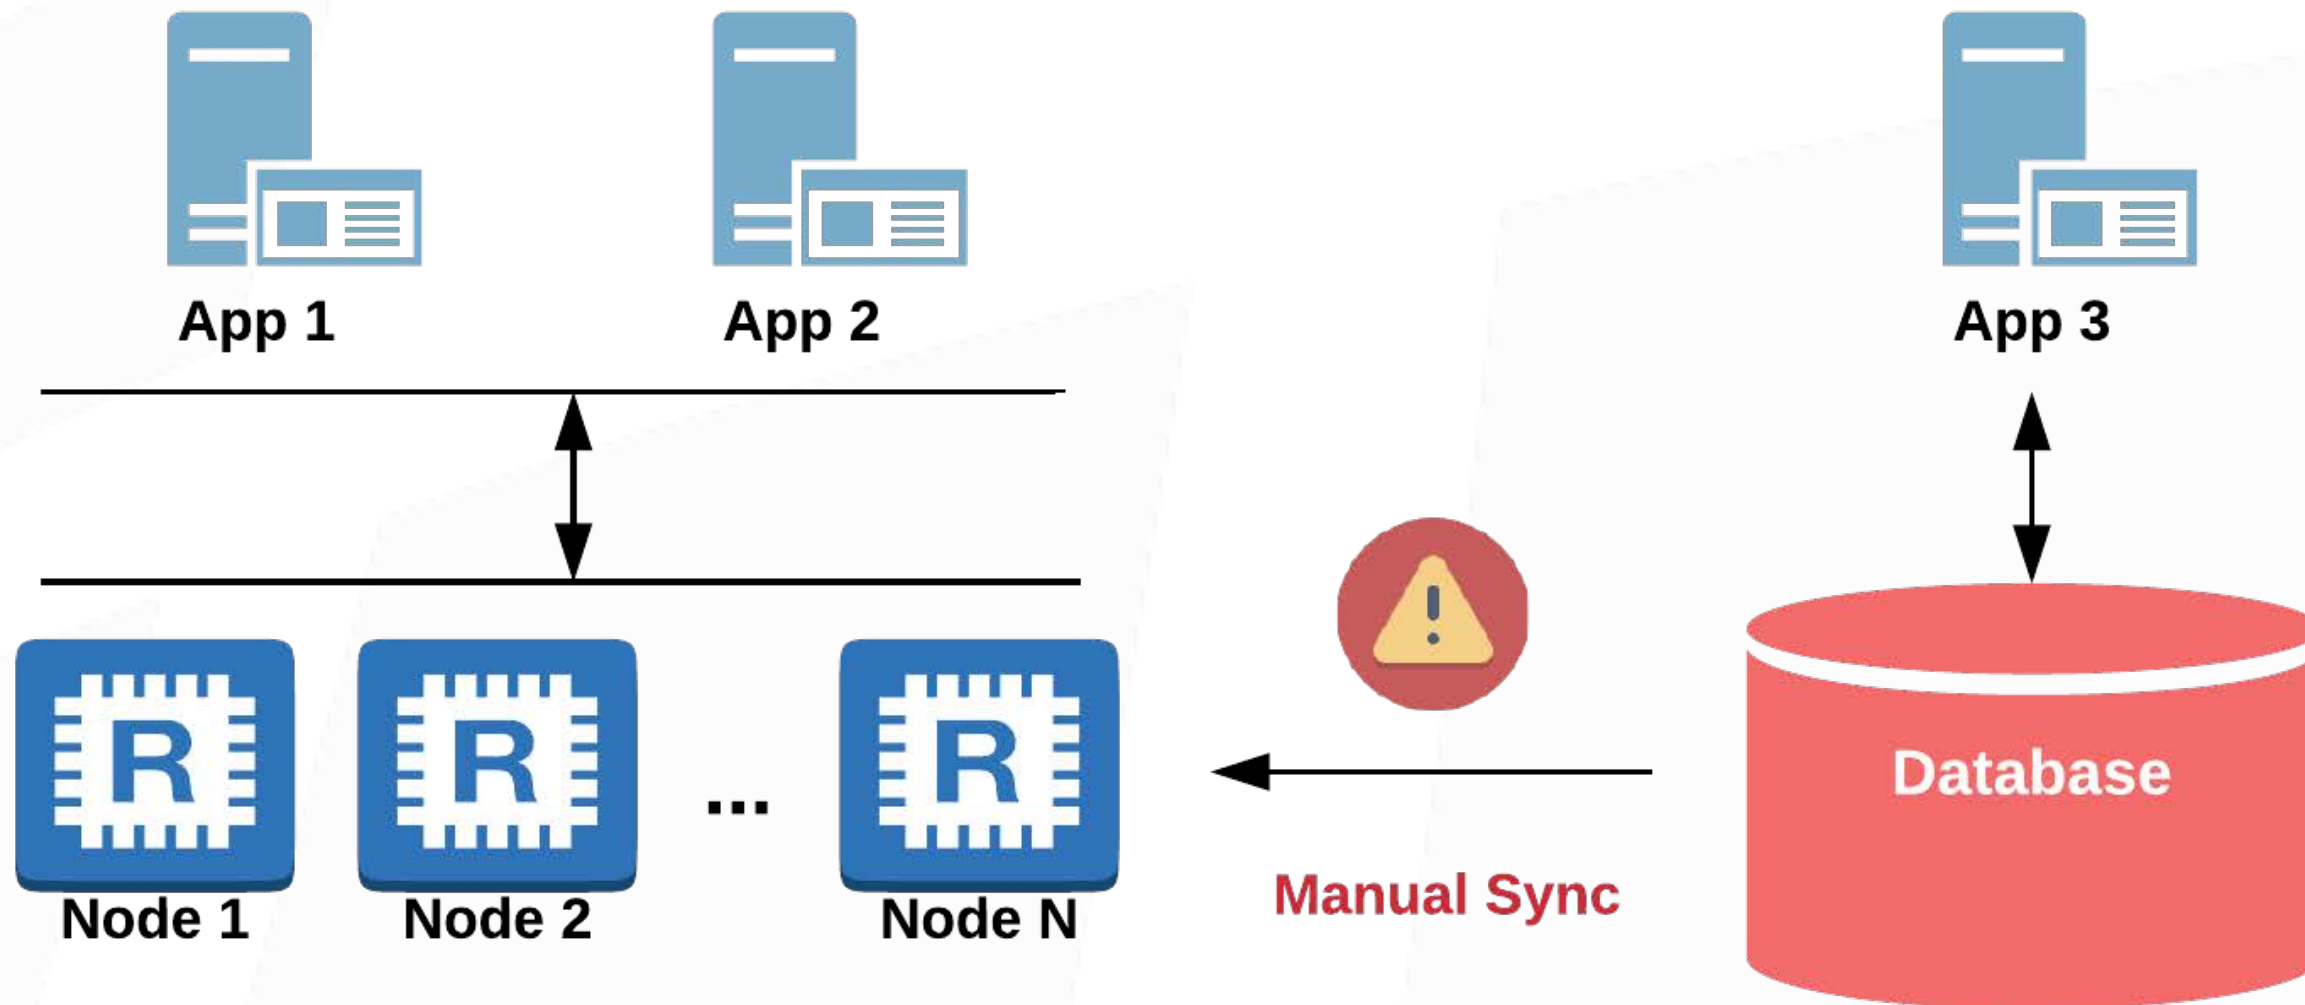 App 1
App 2
App 3
R
R
...
R
Node 1
Node 2
Node N
Manual Sync
Database